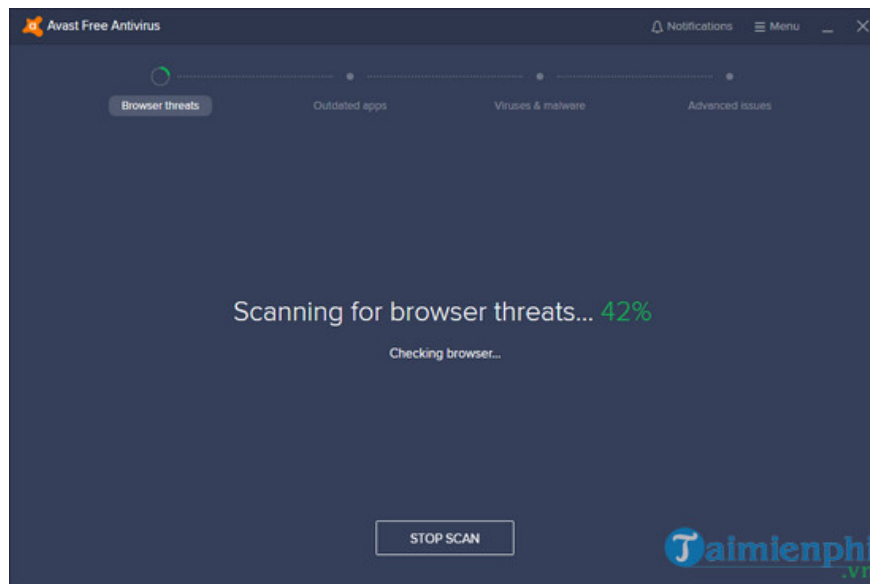 Avast Free Antivirus Notifications Menu
Browser threats Outdated apps Viruses & malware Advanced issues
Scanning for browser threats... 42%
Checking browser...
STOP SCAN
Taimienphi
.vn